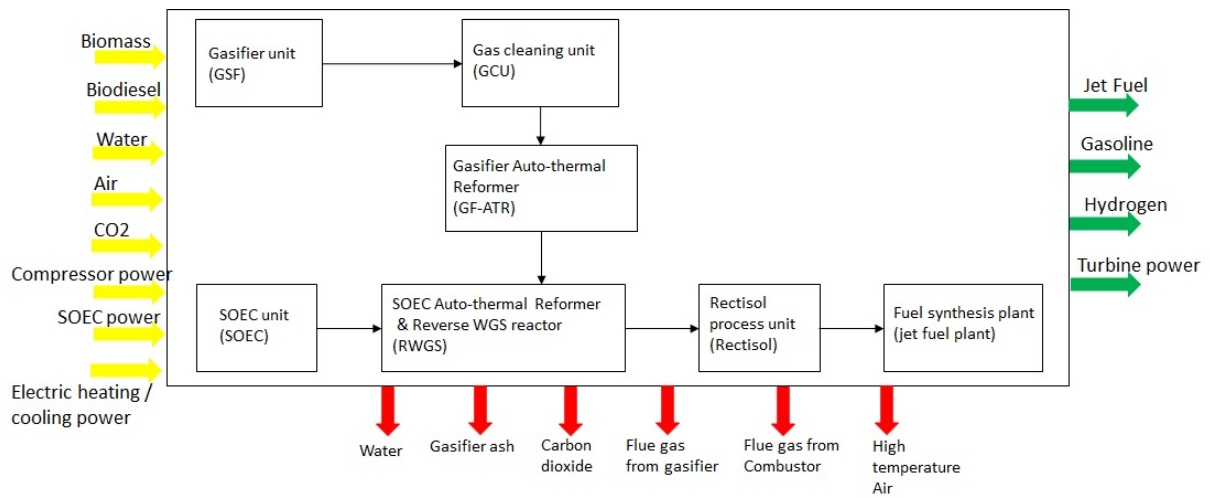 Biomass
Biodiesel
Water
Air
CO2
Compressor power
SOEC power
Electric heating /
cooling power
Gasifier unit
(GSF)
Gas cleaning unit
(GCU)
Gasifier Auto-thermal
Reformer
(GF-ATR)
SOEC unit
(SOEC)
SOEC Auto-thermal Reformer
& Reverse WGS reactor
(RWGS)
Rectisol
process unit
(Rectisol)
Fuel synthesis plant
(jet fuel plant)
Jet Fuel
Gasoline
Hydrogen
Turbine power
Water
Gasifier ash
Carbon
dioxide
Flue gas
from gasifier
Flue gas from
Combustor
High
temperature
Air